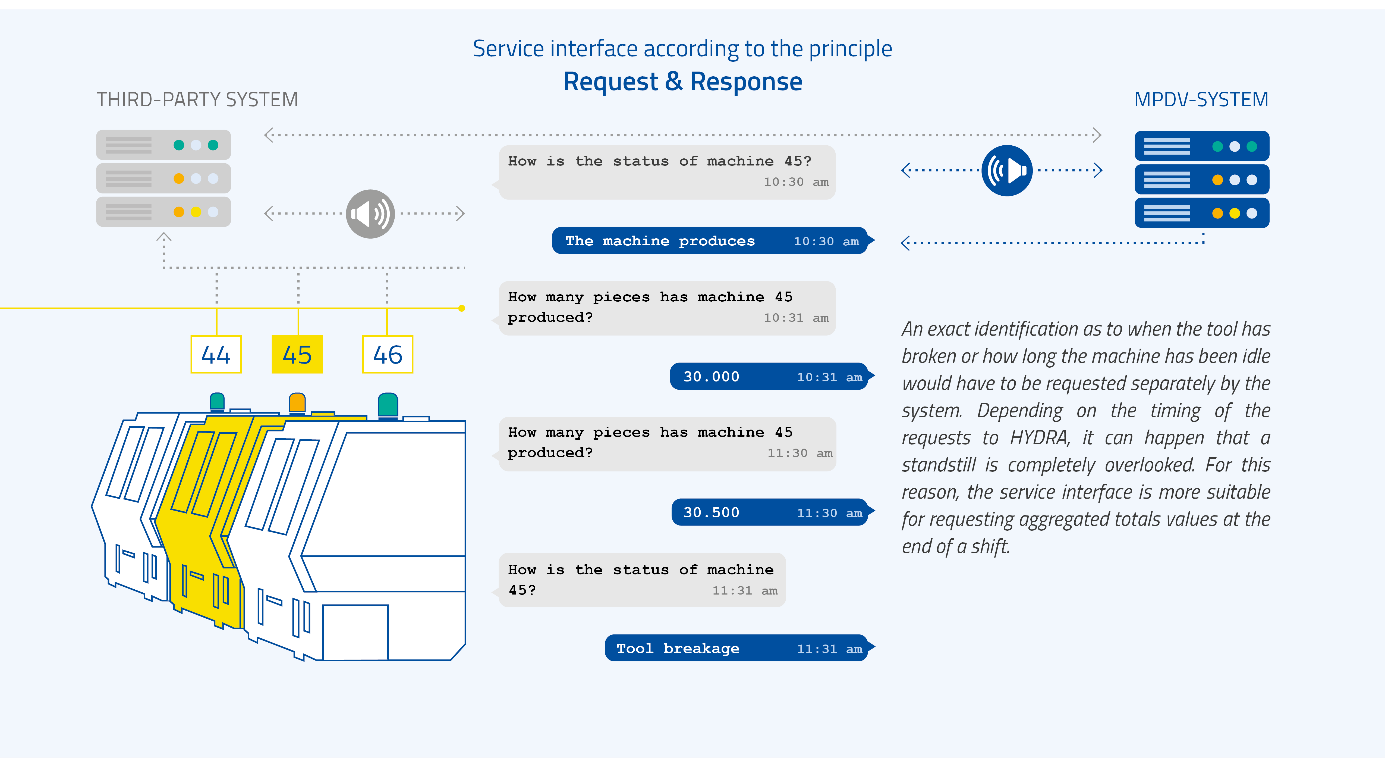 Service interface according to the principle
Request & Response
THIRD-PARTY SYSTEM
MPDV-SYSTEM
How is the status of machine 45?
10:30 am
The machine produces 10:30 am
How many pieces has machine 45
produced? 10:31 am
30.000 10:31 am
How many pieces has machine 45
produced? 11:30 am
30.500 11:30 am
How is the status of machine
45? 11:31 am
Tool breakage 11:31 am
44 45 46
An exact identification as to when the tool has
broken or how long the machine has been idle
would have to be requested separately by the
system. Depending on the timing of the
requests to HYDRA, it can happen that a
standstill is completely overlooked. For this
reason, the service interface is more suitable
for requesting aggregated totals values at the
end of a shift.